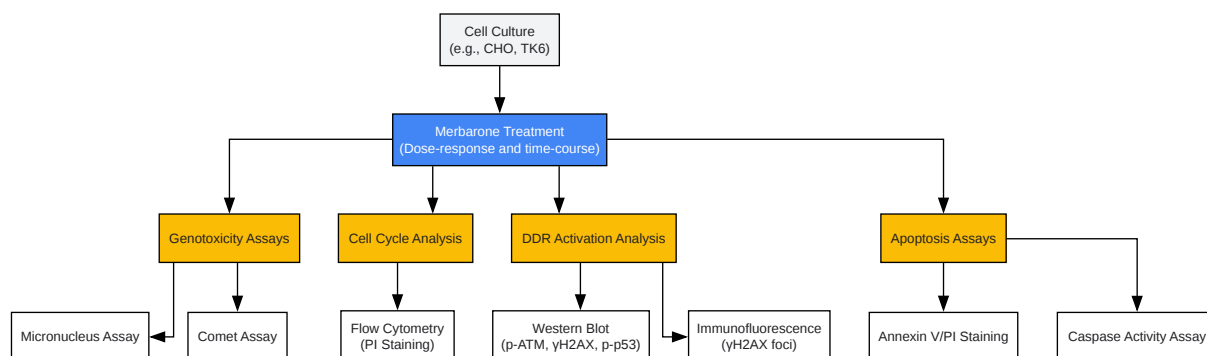 Cell Culture
(e.g., CHO, TK6)
Merbarone Treatment
(Dose-response and time-course)
Genotoxicity Assays
Cell Cycle Analysis
DDR Activation Analysis
Apoptosis Assays
Micronucleus Assay
Comet Assay
Flow Cytometry
(PI Staining)
Western Blot
(p-ATM, γH2AX, p-p53)
Immunofluorescence
(γH2AX foci)
Annexin V/PI Staining
Caspase Activity Assay